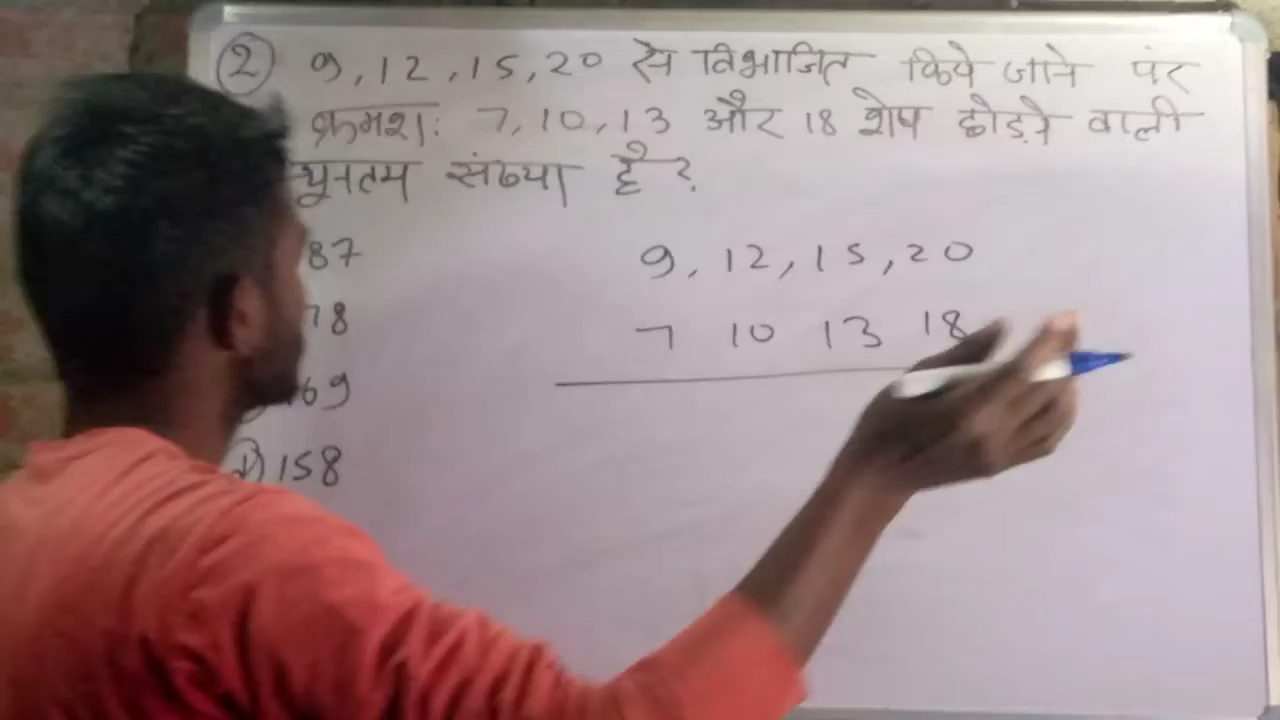 ② 9, 12, 15, 20 से विभाजित किये जाने पर
क्रमशः 7, 10, 13 और 18 शेष छोड़ने वाली
न्यूनतम संख्या है ?
87
78
69
158
9, 12, 15, 20
7 10 13 18